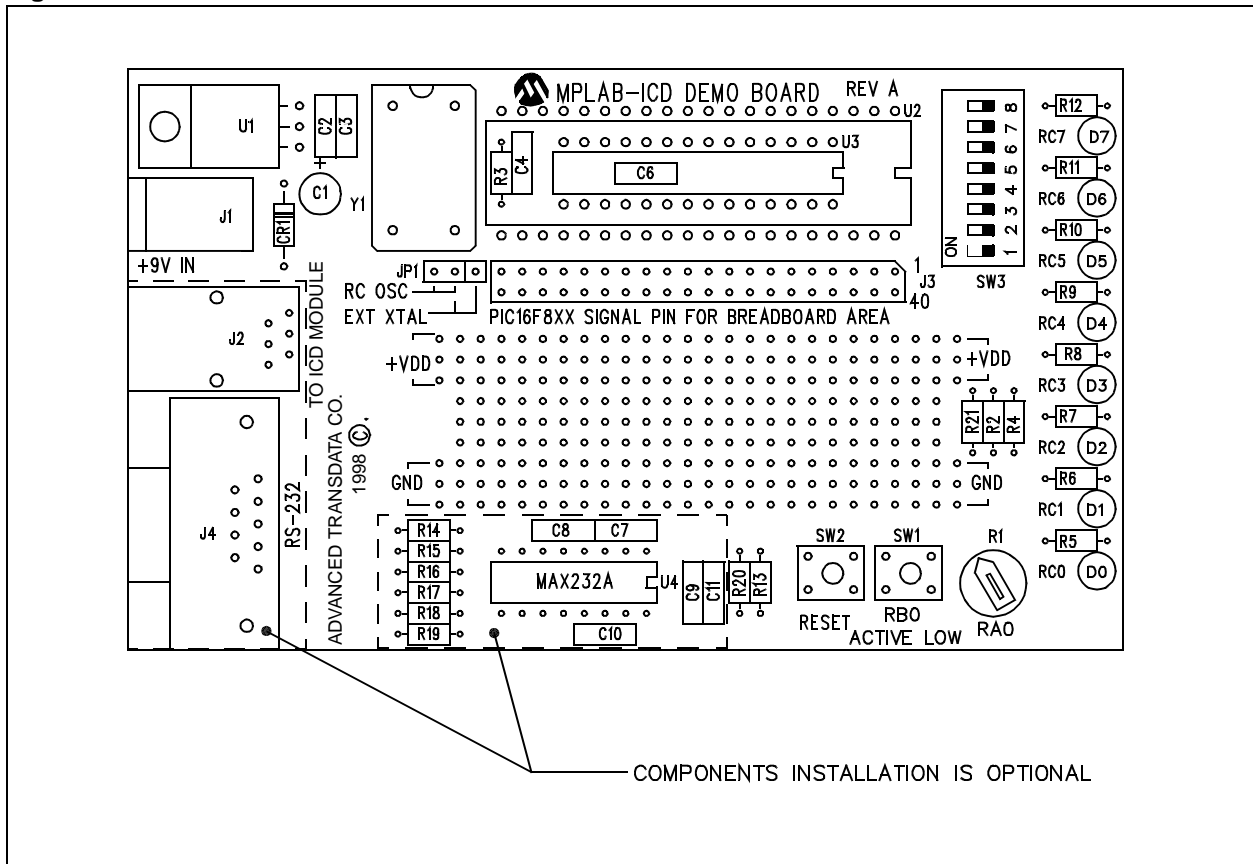 MPLAB-ICD DEMO BOARD REV A
U1
C2
C3
+
C1
Y1
J1
CR1
+9V IN
U2
U3
R3
C4
C6
8
7
6
5
4
3
2
1
ON
SW3
JP1
RC OSC
EXT XTAL
1
J3
40
PIC16F8XX SIGNAL PIN FOR BREADBOARD AREA
J2
TO ICD MODULE
+VDD
+VDD
GND
GND
R21
R2
R4
R12
RC7 D7
R11
RC6 D6
R10
RC5 D5
R9
RC4 D4
R8
RC3 D3
R7
RC2 D2
R6
RC1 D1
R5
RC0 D0
J4
RS-232
ADVANCED TRANSDATA CO.
1998 ©.
R14
R15
R16
R17
R18
R19
C8
C7
MAX232A
U4
C10
C9
C11
R20
R13
SW2
RESET
SW1
RB0
ACTIVE LOW
R1
RA0
COMPONENTS INSTALLATION IS OPTIONAL